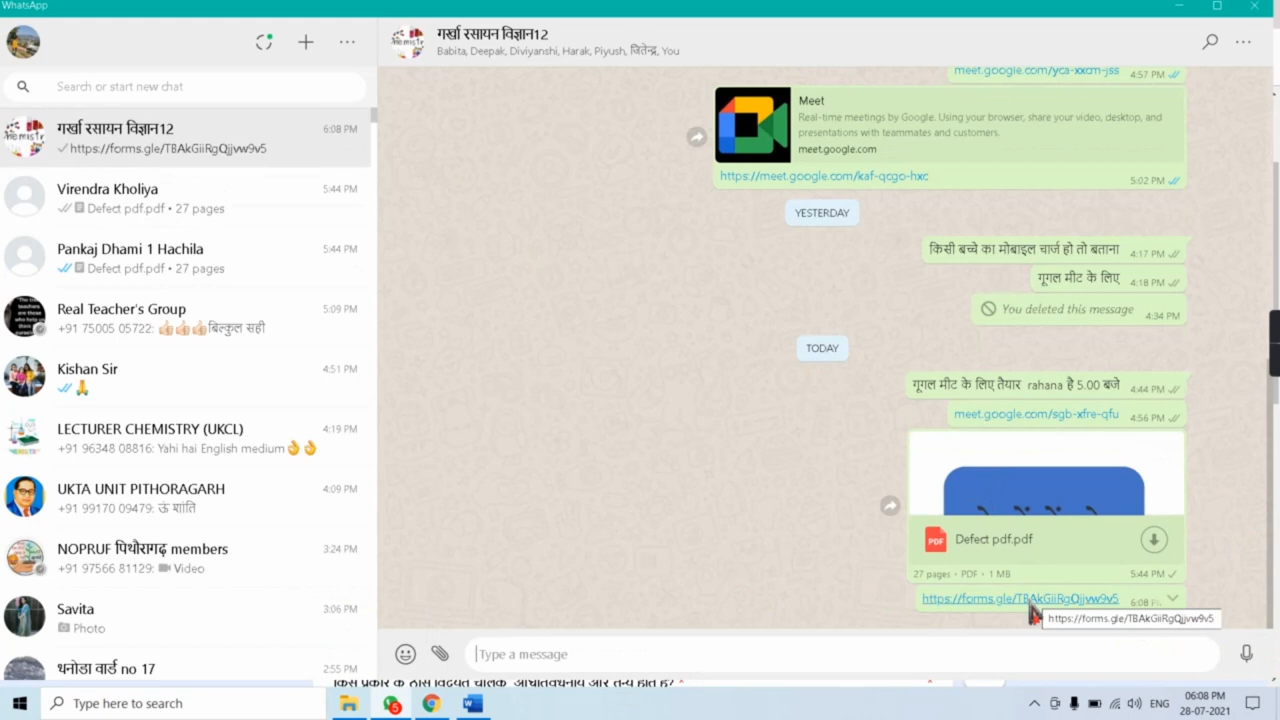 WhatsApp
गर्खा रसायन विज्ञान12
Babita, Deepak, Diviyanshi, Harak, Piyush, जितेन्द्र, You
Search or start new chat
गर्खा रसायन विज्ञान12
6:08 PM
https://forms.gle/TBAkGiiRgQjjvw9v5
Virendra Kholiya
5:44 PM
Defect pdf.pdf • 27 pages
Pankaj Dhami 1 Hachila
5:44 PM
Defect pdf.pdf • 27 pages
Real Teacher's Group
5:09 PM
+91 75005 05722: 👍🏻👍🏻👍🏻बिल्कुल सही
Kishan Sir
4:51 PM
🙏
LECTURER CHEMISTRY (UKCL)
4:19 PM
+91 96348 08816: Yahi hai English medium👌👌
UKTA UNIT PITHORAGARH
4:09 PM
+91 99170 09479: ऊं शांति
NOPRUF पिथौरागढ़ members
3:24 PM
+91 97566 81129: Video
Savita
3:06 PM
Photo
धनोडा वार्ड no 17
2:55 PM
meet.google.com/yca-xxcm-jss
4:57 PM
Meet
Real-time meetings by Google. Using your browser, share your video, desktop, and
presentations with teammates and customers.
meet.google.com
https://meet.google.com/kaf-qcgo-hxc
5:02 PM
YESTERDAY
किसी बच्चे का मोबाइल चार्ज हो तो बताना
4:17 PM
गूगल मीट के लिए
4:18 PM
You deleted this message
4:34 PM
TODAY
गूगल मीट के लिए तैयार rahana है 5.00 बजे
4:44 PM
meet.google.com/sgb-xfre-qfu
4:56 PM
PDF
Defect pdf.pdf
27 pages • PDF • 1 MB
5:44 PM
https://forms.gle/TBAkGiiRgQjjvw9v5
6:08
https://forms.gle/TBAkGiiRgQjjvw9v5
Type a message
Type here to search
5
ENG
06:08 PM
28-07-2021